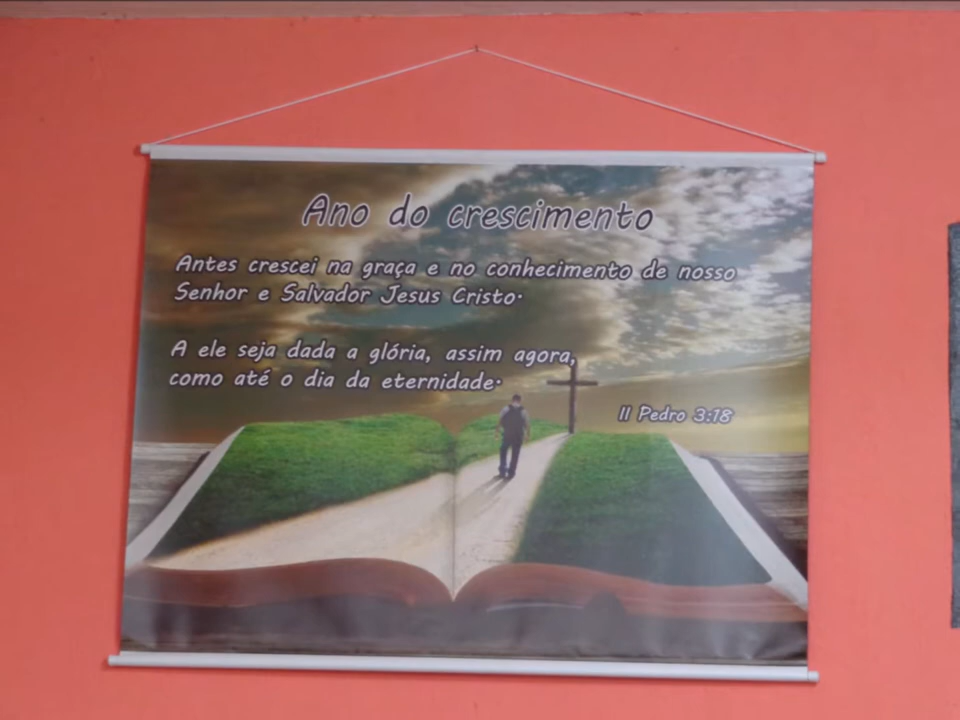 Ano do crescimento
Antes crescei na graça e no conhecimento de nosso
Senhor e Salvador Jesus Cristo.
A ele seja dada a glória, assim agora,
como até o dia da eternidade.
II Pedro 3:18